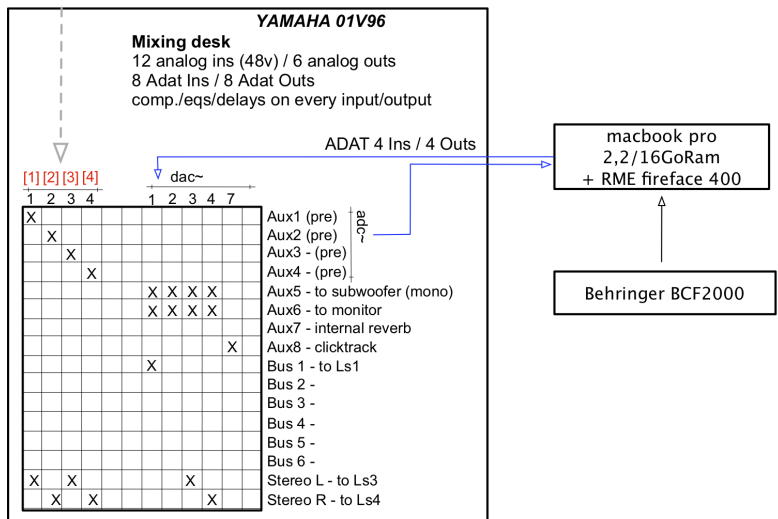 YAMAHA 01V96
Mixing desk
12 analog ins (48v) / 6 analog outs
8 Adat Ins / 8 Adat Outs
comp./eqs/delays on every input/output
ADAT 4 Ins / 4 Outs
macbook pro
2,2/16GoRam
+ RME fireface 400
Behringer BCF2000
[1] [2] [3] [4] dac~
1 2 3 4 1 2 3 4 7
adc~
X Aux1 (pre)
X Aux2 (pre)
X Aux3 - (pre)
X Aux4 - (pre)
X X X X Aux5 - to subwoofer (mono)
X X X X Aux6 - to monitor
Aux7 - internal reverb
X Aux8 - clicktrack
X Bus 1 - to Ls1
Bus 2 -
Bus 3 -
Bus 4 -
Bus 5 -
Bus 6 -
X X X Stereo L - to Ls3
X X X Stereo R - to Ls4